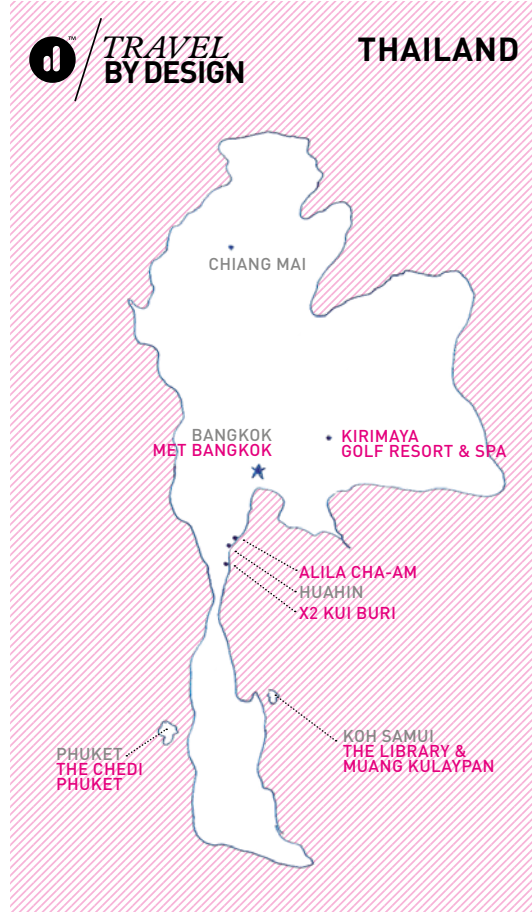 ™
TRAVEL
BY DESIGN
THAILAND
CHIANG MAI
BANGKOK
MET BANGKOK
KIRIMAYA
GOLF RESORT & SPA
ALILA CHA-AM
HUAHIN
X2 KUI BURI
KOH SAMUI
THE LIBRARY &
MUANG KULAYPAN
PHUKET
THE CHEDI
PHUKET